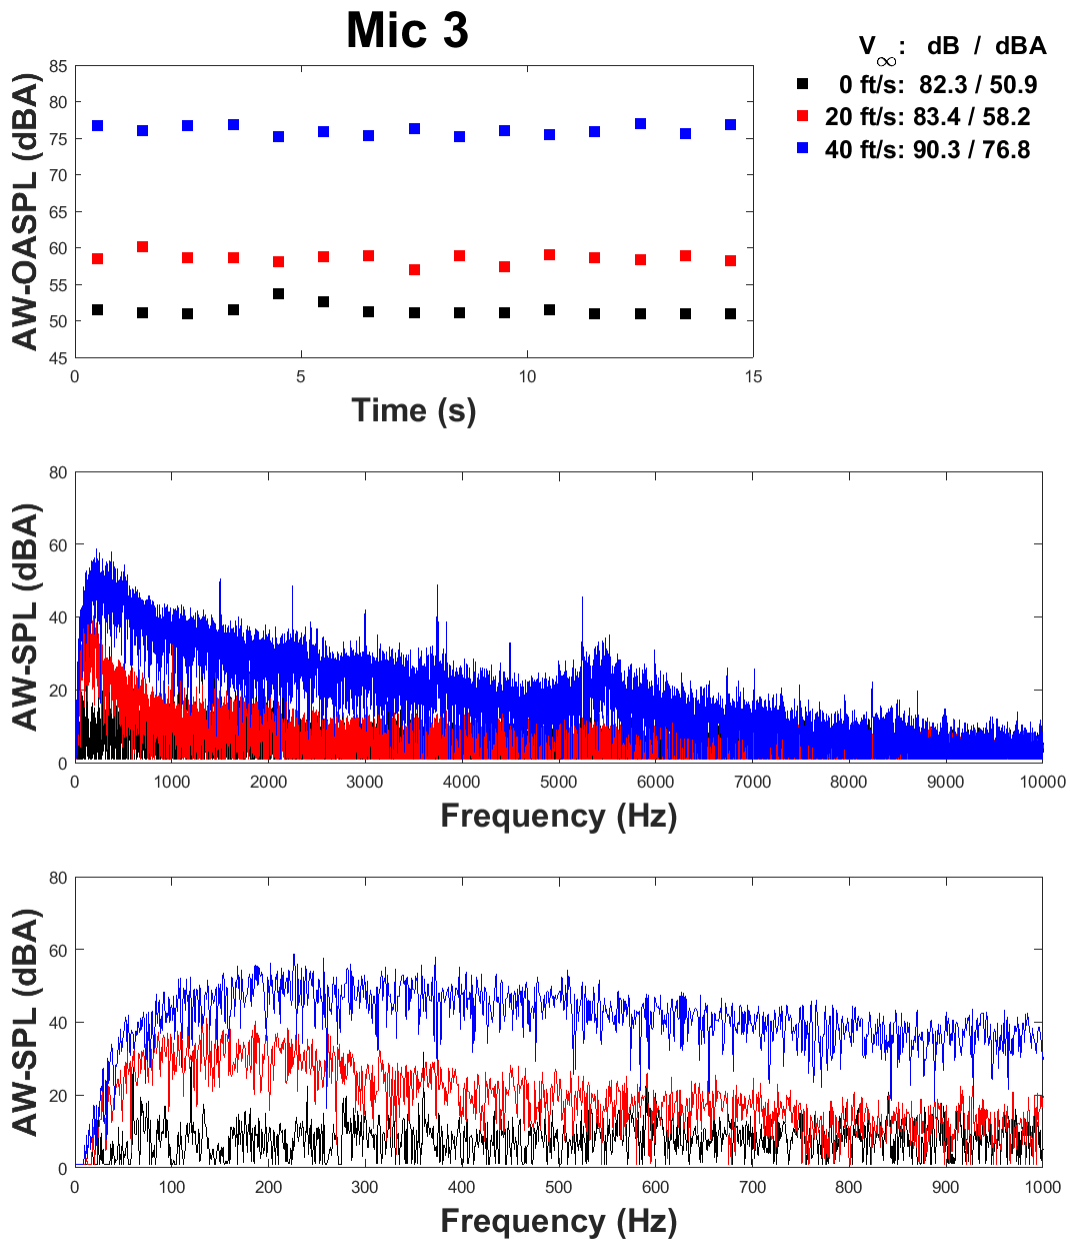 Mic 3
V∞: dB / dBA
0 ft/s: 82.3 / 50.9
20 ft/s: 83.4 / 58.2
40 ft/s: 90.3 / 76.8
AW-OASPL (dBA)
85
80
75
70
65
60
55
50
45
0 5 10 15
Time (s)
AW-SPL (dBA)
80
60
40
20
0
0 1000 2000 3000 4000 5000 6000 7000 8000 9000 10000
Frequency (Hz)
AW-SPL (dBA)
80
60
40
20
0
0 100 200 300 400 500 600 700 800 900 1000
Frequency (Hz)